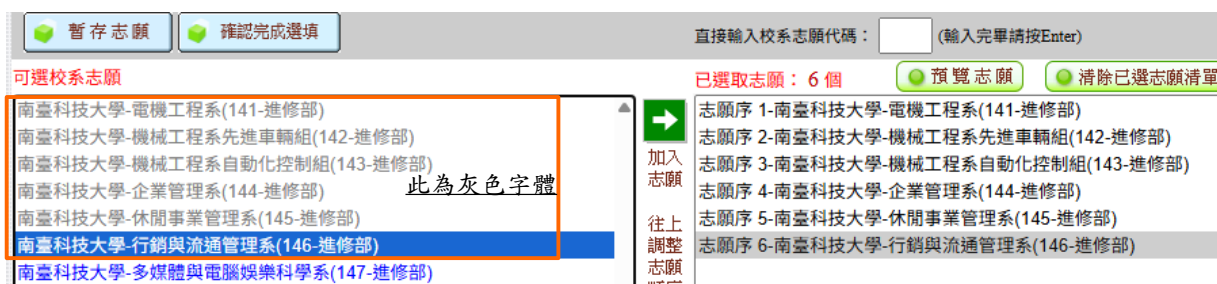 暫存志願
確認完成選填
直接輸入校系志願代碼：
(輸入完畢請按Enter)
可選校系志願
已選取志願：6個
預覽志願
清除已選志願清單
南臺科技大學-電機工程系(141-進修部)
南臺科技大學-機械工程系先進車輛組(142-進修部)
南臺科技大學-機械工程系自動化控制組(143-進修部)
南臺科技大學-企業管理系(144-進修部)
南臺科技大學-休閒事業管理系(145-進修部)
南臺科技大學-行銷與流通管理系(146-進修部)
南臺科技大學-多媒體與電腦娛樂科學系(147-進修部)
此為灰色字體
加入
志願
往上
調整
志願
志願序 1-南臺科技大學-電機工程系(141-進修部)
志願序 2-南臺科技大學-機械工程系先進車輛組(142-進修部)
志願序 3-南臺科技大學-機械工程系自動化控制組(143-進修部)
志願序 4-南臺科技大學-企業管理系(144-進修部)
志願序 5-南臺科技大學-休閒事業管理系(145-進修部)
志願序 6-南臺科技大學-行銷與流通管理系(146-進修部)